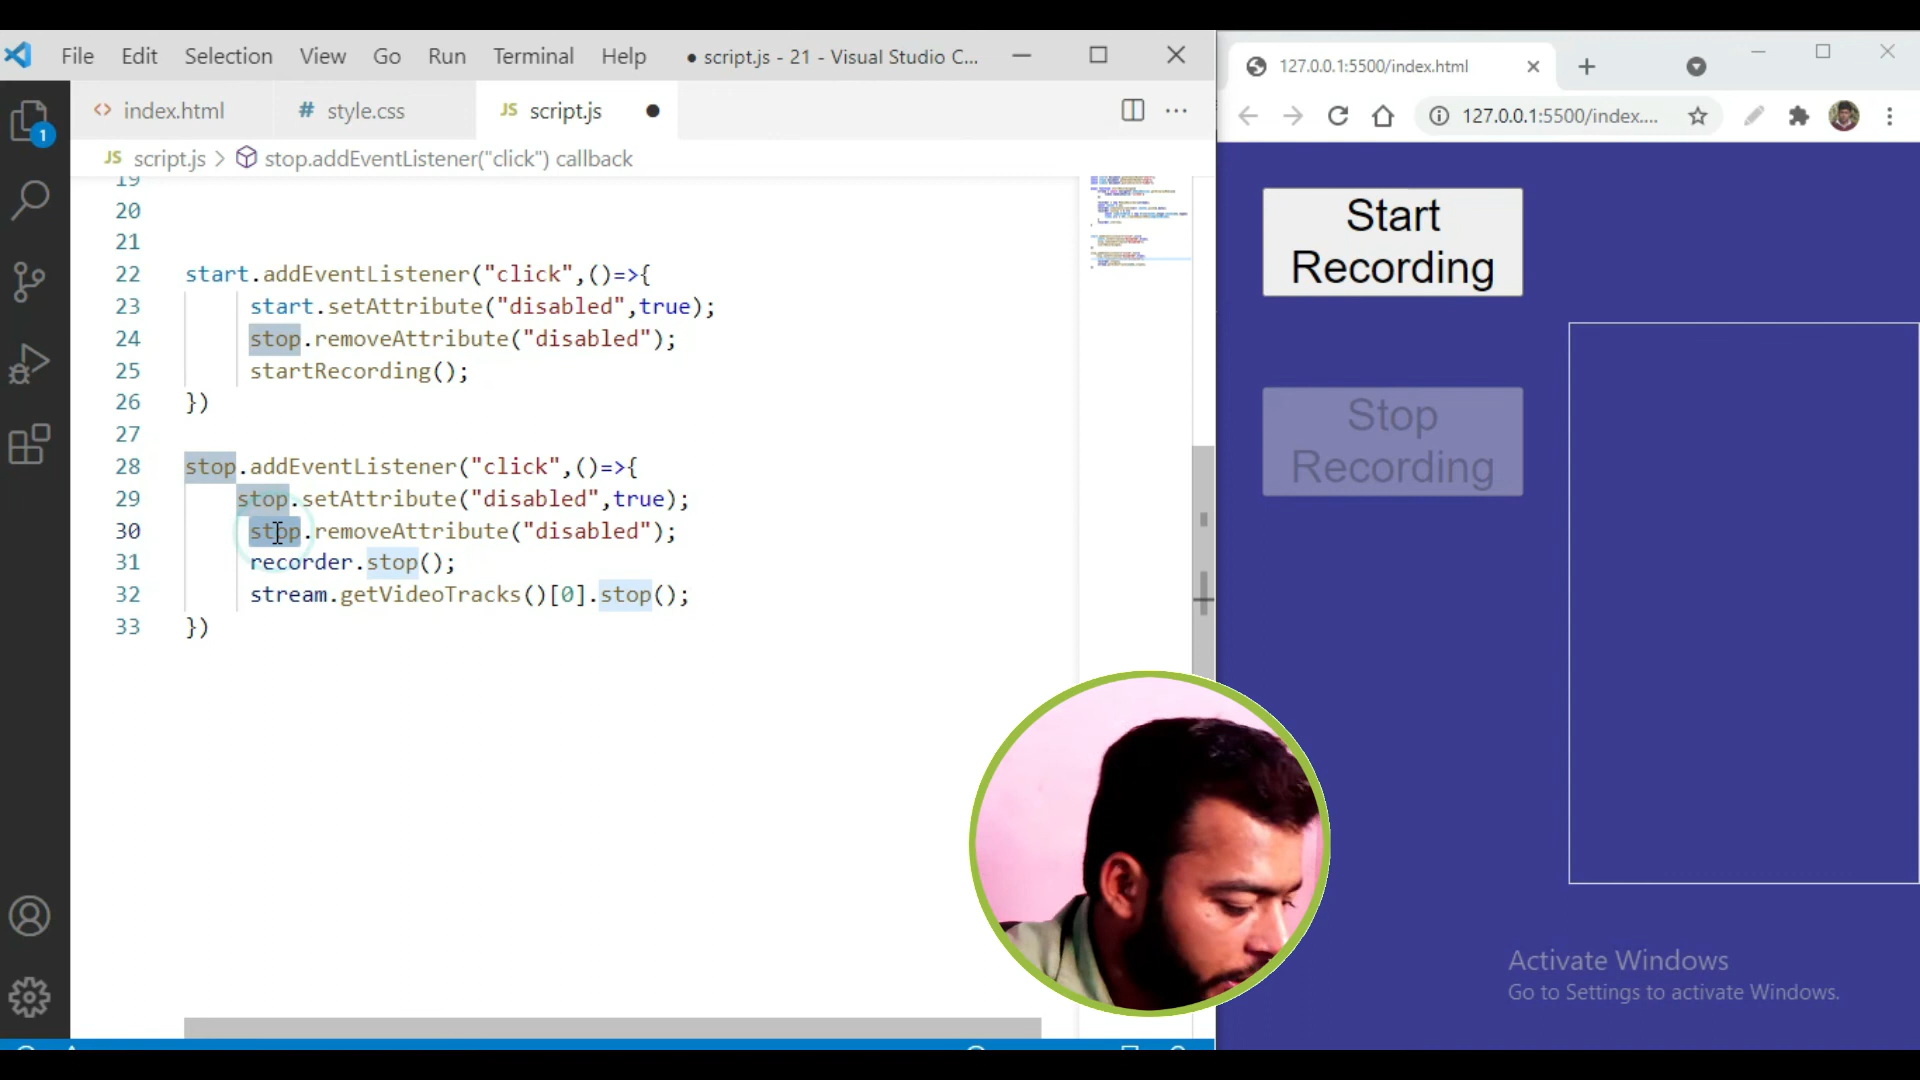 File Edit Selection View Go Run Terminal Help ● script.js - 21 - Visual Studio C...
127.0.0.1:5500/index.html
1
<> index.html # style.css JS script.js
127.0.0.1:5500/index....
JS script.js > stop.addEventListener("click") callback
19
20
21
22 start.addEventListener("click",()=>{
23 start.setAttribute("disabled",true);
24 stop.removeAttribute("disabled");
25 startRecording();
26 })
27
28 stop.addEventListener("click",()=>{
29 stop.setAttribute("disabled",true);
30 stop.removeAttribute("disabled");
31 recorder.stop();
32 stream.getVideoTracks()[0].stop();
33 })
Start
Recording
Stop
Recording
Activate Windows
Go to Settings to activate Windows.